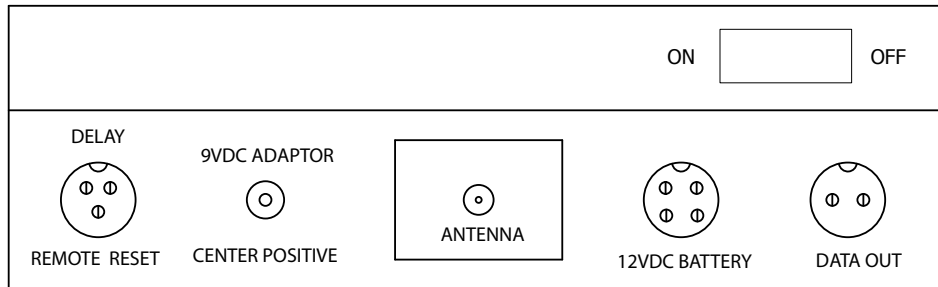 ON
OFF
DELAY
REMOTE RESET
9VDC ADAPTOR
CENTER POSITIVE
ANTENNA
12VDC BATTERY
DATA OUT